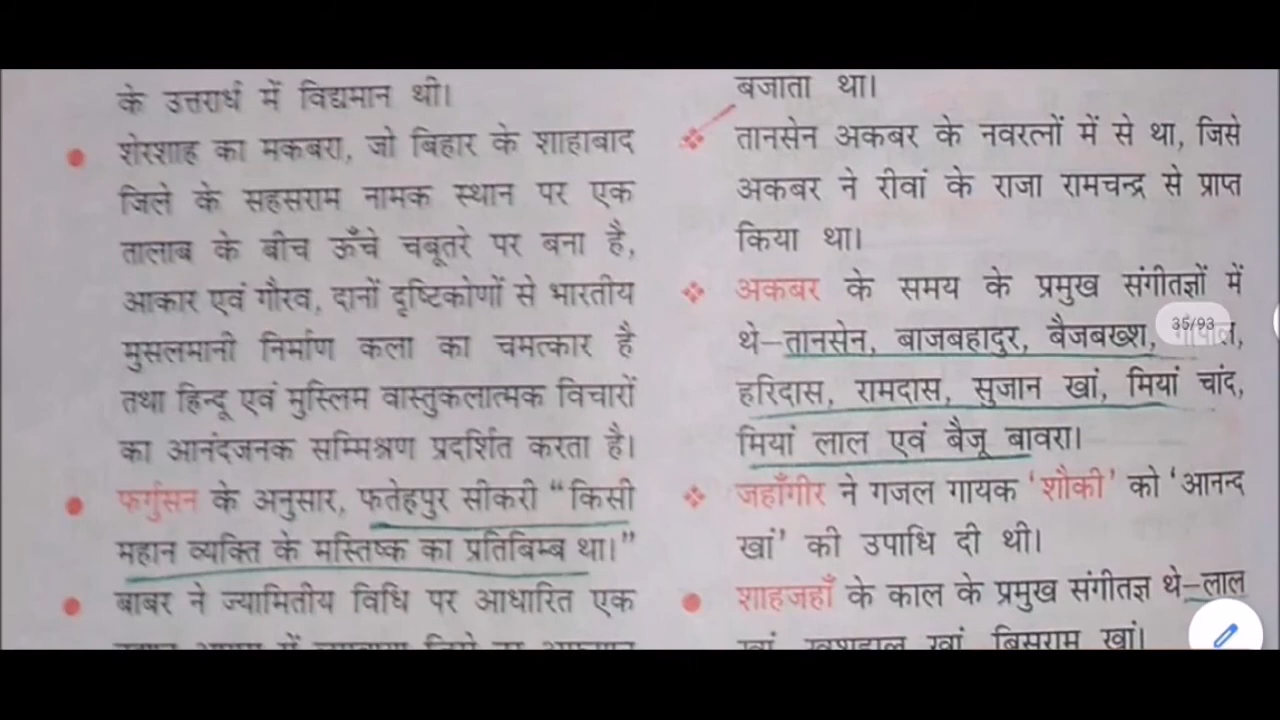 के उत्तरार्ध में विद्यमान थी।
शेरशाह का मकबरा, जो बिहार के शाहाबाद
जिले के सहसराम नामक स्थान पर एक
तालाब के बीच ऊँचे चबूतरे पर बना है,
आकार एवं गौरव, दानों दृष्टिकोणों से भारतीय
मुसलमानी निर्माण कला का चमत्कार है
तथा हिन्दू एवं मुस्लिम वास्तुकलात्मक विचारों
का आनंदजनक सम्मिश्रण प्रदर्शित करता है।
फर्गुसन के अनुसार, फतेहपुर सीकरी “किसी
महान व्यक्ति के मस्तिष्क का प्रतिबिम्ब था।”
बाबर ने ज्यामितीय विधि पर आधारित एक
बजाता था।
तानसेन अकबर के नवरत्नों में से था, जिसे
अकबर ने रीवां के राजा रामचन्द्र से प्राप्त
किया था।
अकबर के समय के प्रमुख संगीतज्ञों में
थे–तानसेन, बाजबहादुर, बैजबख्श, गोपाल,
35/93
हरिदास, रामदास, सुजान खां, मियां चांद,
मियां लाल एवं बैजू बावरा।
जहाँगीर ने गजल गायक ‘शौकी’ को ‘आनन्द
खां’ की उपाधि दी थी।
शाहजहाँ के काल के प्रमुख संगीतज्ञ थे–लाल
खां, खुशहाल खां, बिसराम खां।